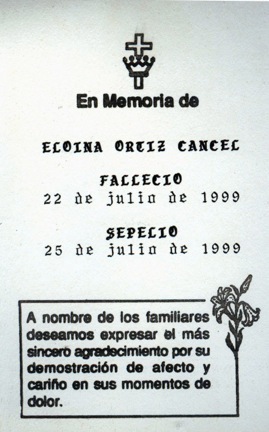 En Memoria de
ELOINA ORTIZ CANCEL
FALLECIO
22 de julio de 1999
SEPELIO
25 de julio de 1999
A nombre de los familiares
deseamos expresar el más
sincero agradecimiento por su
demostración de afecto y
cariño en sus momentos de
dolor.